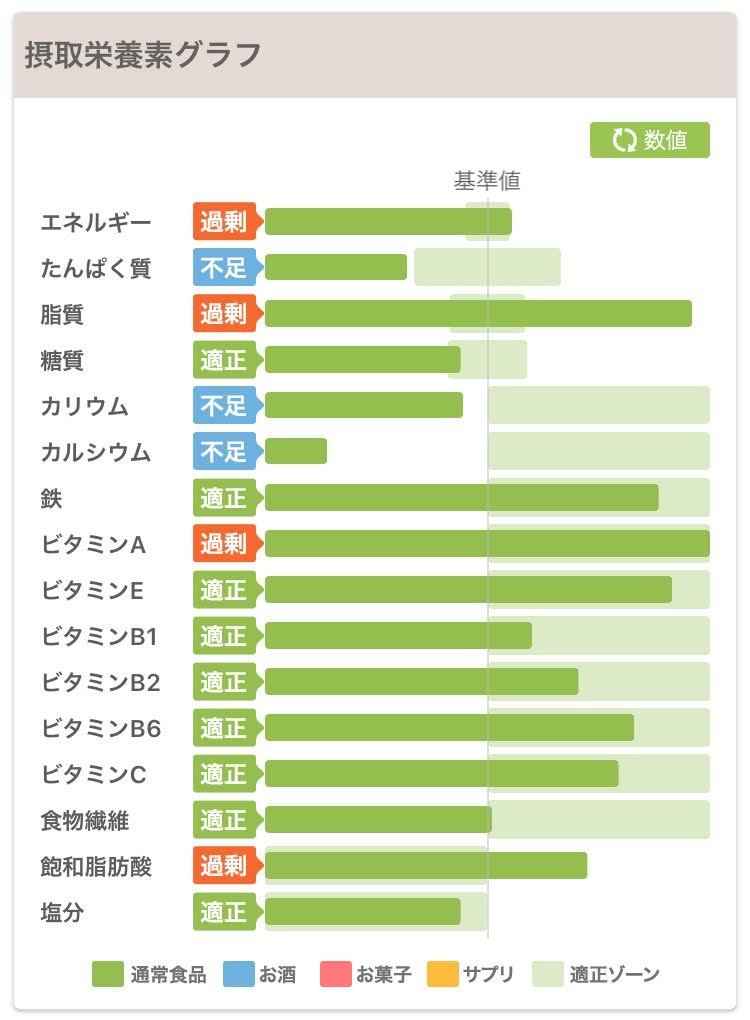 摂取栄養素グラフ
数値
基準値
エネルギー 過剰
たんぱく質 不足
脂質 過剰
糖質 適正
カリウム 不足
カルシウム 不足
鉄 適正
ビタミンA 過剰
ビタミンE 適正
ビタミンB1 適正
ビタミンB2 適正
ビタミンB6 適正
ビタミンC 適正
食物繊維 適正
飽和脂肪酸 過剰
塩分 適正
通常食品 お酒 お菓子 サプリ 適正ゾーン